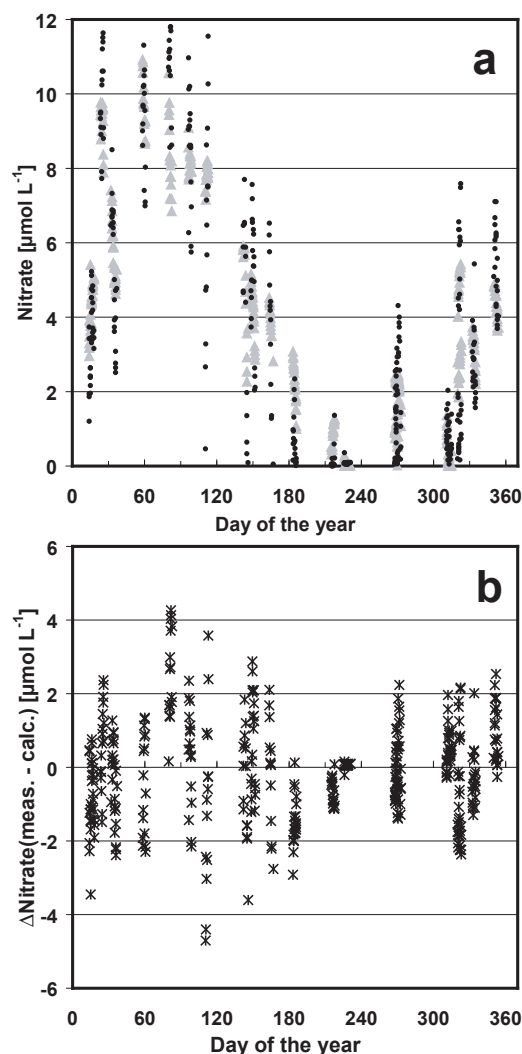 12
10
8
6
4
2
0
a
Nitrate [µmol L⁻¹]
0 60 120 180 240 300 360
Day of the year
6
4
2
0
-2
-4
-6
b
ΔNitrate(meas. - calc.) [µmol L⁻¹]
0 60 120 180 240 300 360
Day of the year